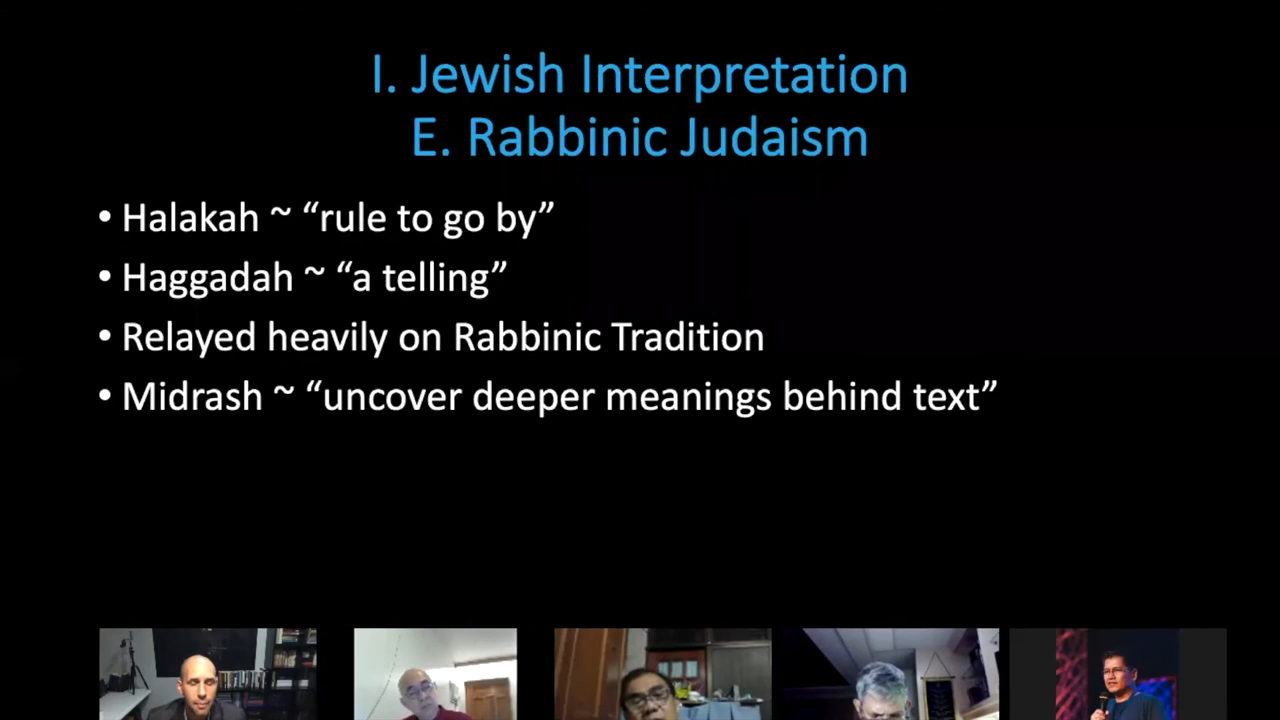 I. Jewish Interpretation
E. Rabbinic Judaism
• Halakah ~ “rule to go by”
• Haggadah ~ “a telling”
• Relayed heavily on Rabbinic Tradition
• Midrash ~ “uncover deeper meanings behind text”